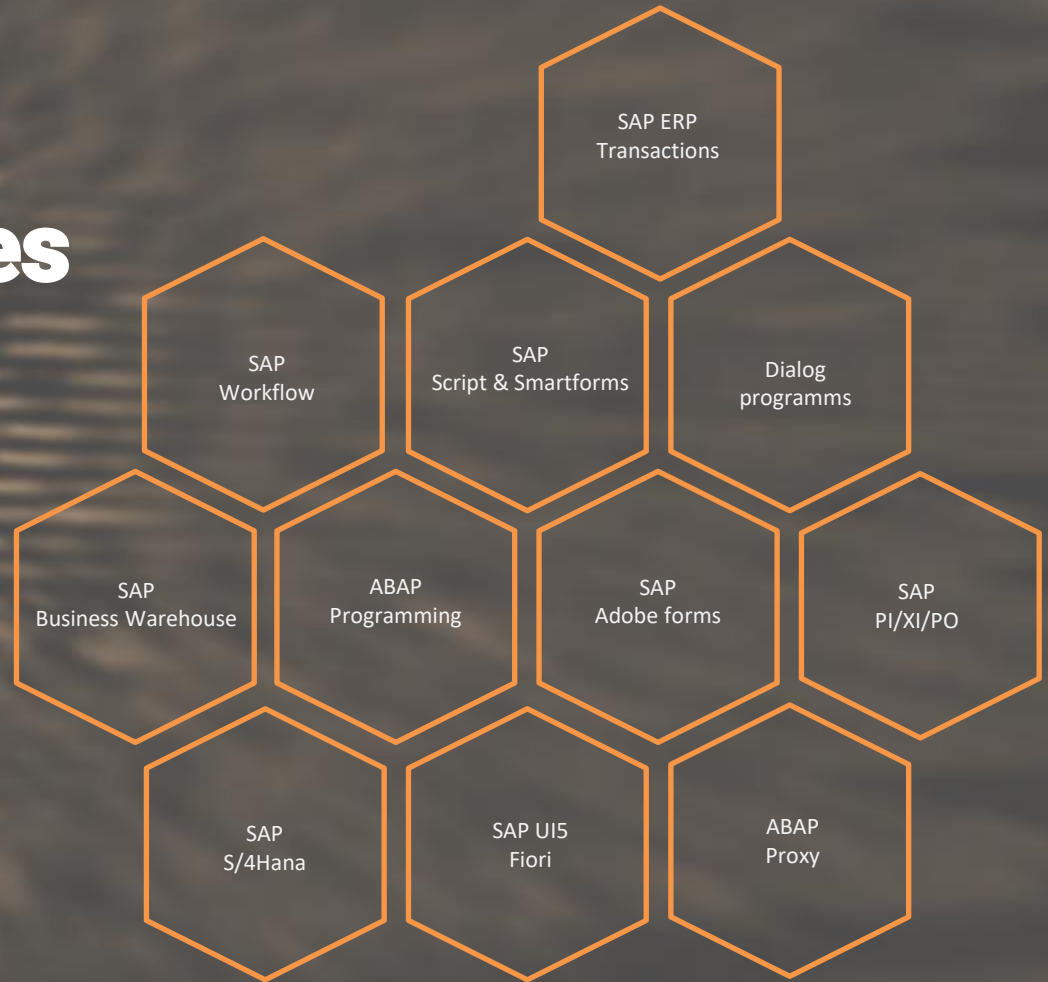 SAP ERP
Transactions
es
SAP
Workflow
SAP
Script & Smartforms
Dialog
programms
SAP
Business Warehouse
ABAP
Programming
SAP
Adobe forms
SAP
PI/XI/PO
SAP
S/4Hana
SAP UI5
Fiori
ABAP
Proxy